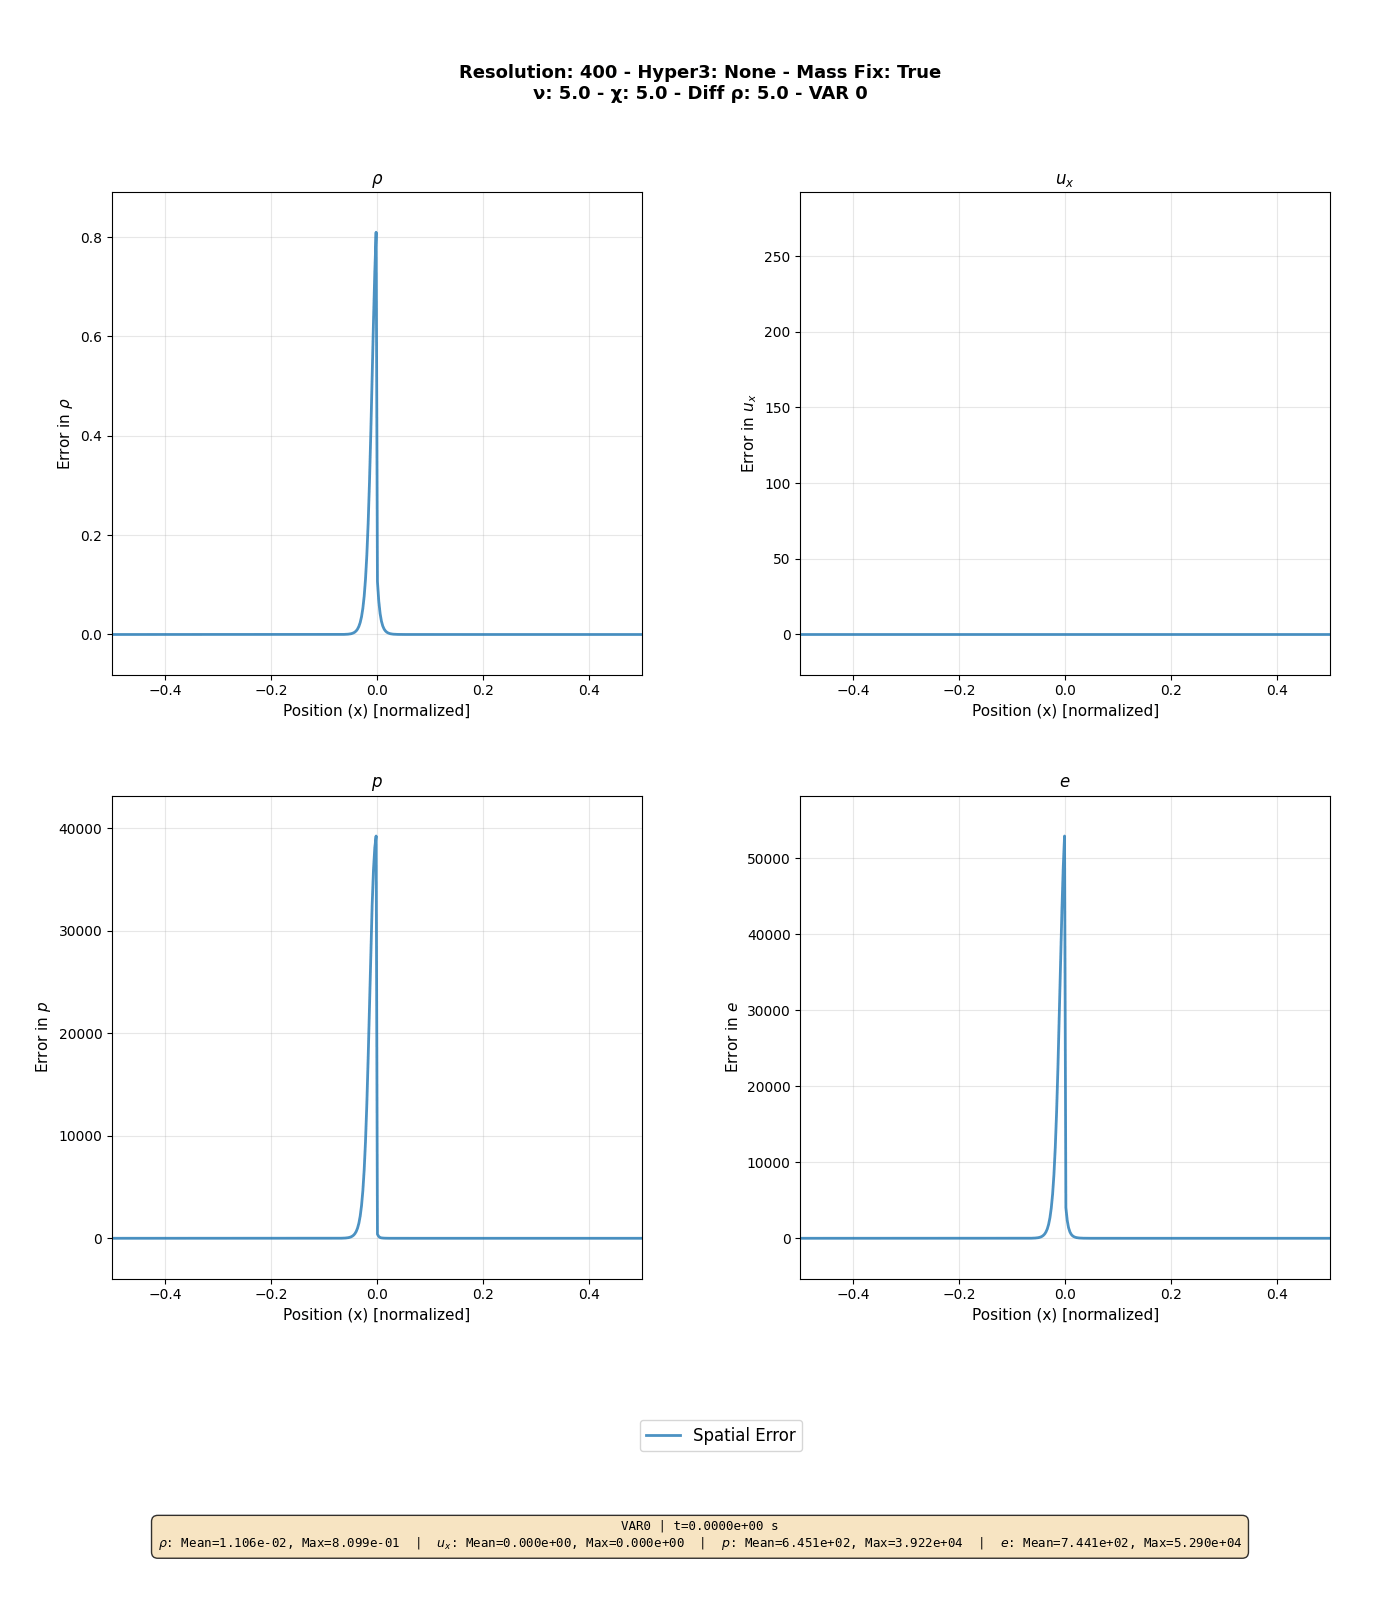 Resolution: 400 - Hyper3: None - Mass Fix: True
ν: 5.0 - χ: 5.0 - Diff ρ: 5.0 - VAR 0
ρ
0.8
0.6
0.4
0.2
0.0
Error in ρ
−0.4 −0.2 0.0 0.2 0.4
Position (x) [normalized]
u_x
250
200
150
100
50
0
Error in u_x
−0.4 −0.2 0.0 0.2 0.4
Position (x) [normalized]
p
40000
30000
20000
10000
0
Error in p
−0.4 −0.2 0.0 0.2 0.4
Position (x) [normalized]
e
50000
40000
30000
20000
10000
0
Error in e
−0.4 −0.2 0.0 0.2 0.4
Position (x) [normalized]
Spatial Error
VAR0 | t=0.0000e+00 s
ρ: Mean=1.106e-02, Max=8.099e-01 | u_x: Mean=0.000e+00, Max=0.000e+00 | p: Mean=6.451e+02, Max=3.922e+04 | e: Mean=7.441e+02, Max=5.290e+04